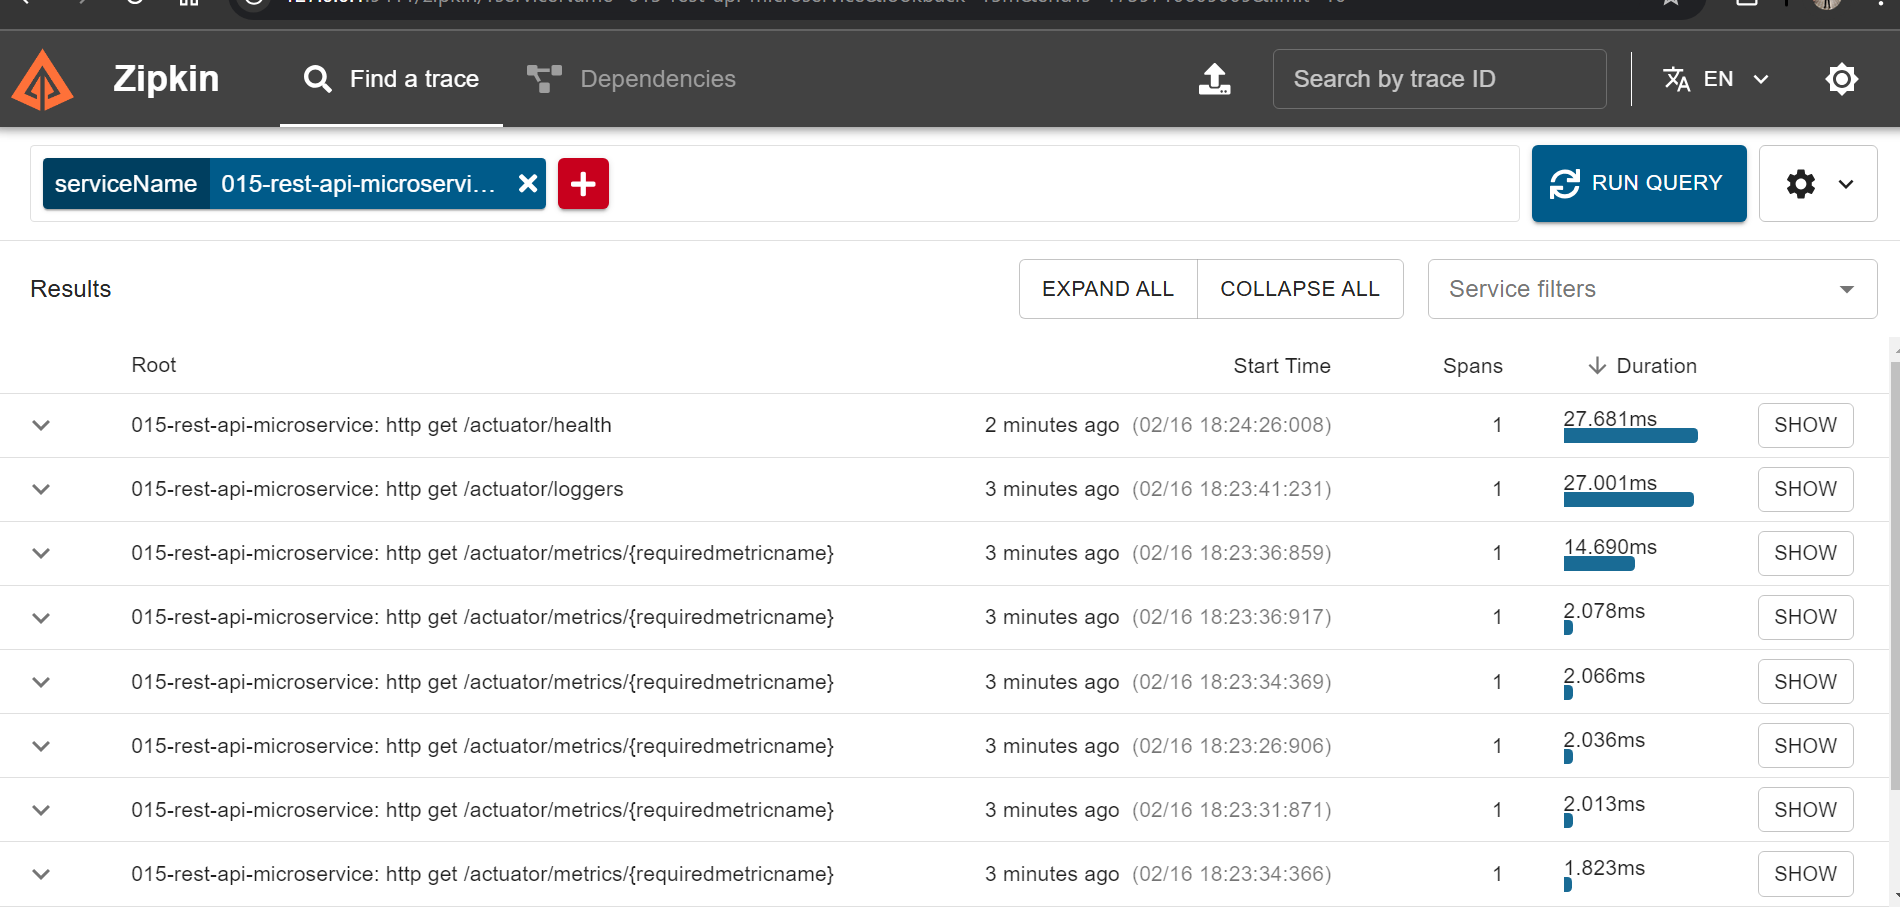 Zipkin
Find a trace
Dependencies
Search by trace ID
EN
serviceName 015-rest-api-microservi...
RUN QUERY
Results
EXPAND ALL
COLLAPSE ALL
Service filters
Root Start Time Spans Duration
015-rest-api-microservice: http get /actuator/health 2 minutes ago (02/16 18:24:26:008) 1 27.681ms SHOW
015-rest-api-microservice: http get /actuator/loggers 3 minutes ago (02/16 18:23:41:231) 1 27.001ms SHOW
015-rest-api-microservice: http get /actuator/metrics/{requiredmetricname} 3 minutes ago (02/16 18:23:36:859) 1 14.690ms SHOW
015-rest-api-microservice: http get /actuator/metrics/{requiredmetricname} 3 minutes ago (02/16 18:23:36:917) 1 2.078ms SHOW
015-rest-api-microservice: http get /actuator/metrics/{requiredmetricname} 3 minutes ago (02/16 18:23:34:369) 1 2.066ms SHOW
015-rest-api-microservice: http get /actuator/metrics/{requiredmetricname} 3 minutes ago (02/16 18:23:26:906) 1 2.036ms SHOW
015-rest-api-microservice: http get /actuator/metrics/{requiredmetricname} 3 minutes ago (02/16 18:23:31:871) 1 2.013ms SHOW
015-rest-api-microservice: http get /actuator/metrics/{requiredmetricname} 3 minutes ago (02/16 18:23:34:366) 1 1.823ms SHOW